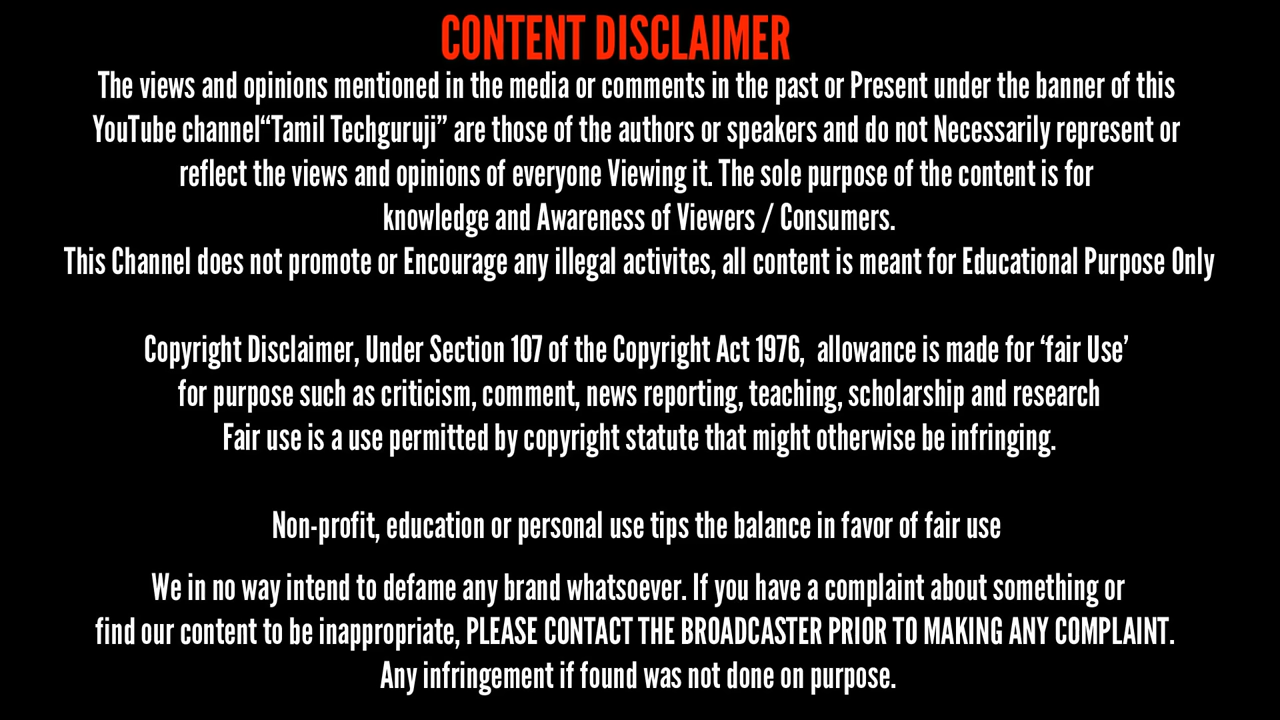 CONTENT DISCLAIMER
The views and opinions mentioned in the media or comments in the past or Present under the banner of this
YouTube channel“Tamil Techguruji” are those of the authors or speakers and do not Necessarily represent or
reflect the views and opinions of everyone Viewing it. The sole purpose of the content is for
knowledge and Awareness of Viewers / Consumers.
This Channel does not promote or Encourage any illegal activites, all content is meant for Educational Purpose Only
Copyright Disclaimer, Under Section 107 of the Copyright Act 1976, allowance is made for ‘fair Use’
for purpose such as criticism, comment, news reporting, teaching, scholarship and research
Fair use is a use permitted by copyright statute that might otherwise be infringing.
Non-profit, education or personal use tips the balance in favor of fair use
We in no way intend to defame any brand whatsoever. If you have a complaint about something or
find our content to be inappropriate, PLEASE CONTACT THE BROADCASTER PRIOR TO MAKING ANY COMPLAINT.
Any infringement if found was not done on purpose.